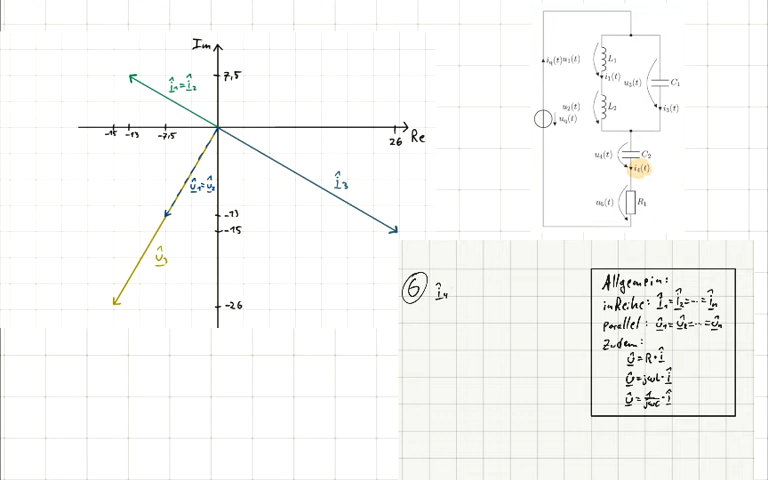 Im
7,5
î₁=î₂
-15 -13 -7,5
26 Re
û₁=û₂
î₃
-13
-15
û₃
-26
i_q(t) u₁(t) L₁
i₁(t) u₃(t) C₁
u₂(t) L₂ i₃(t)
u_q(t)
u₄(t) C₂
i₄(t)
u₅(t) R₁
⑥ î₄
Allgemein:
in Reihe: î₁=î₂=...=îₙ
parallel: û₁=û₂=...=ûₙ
Zudem:
û=R·î
û=jωL·î
û=1/jωC·î